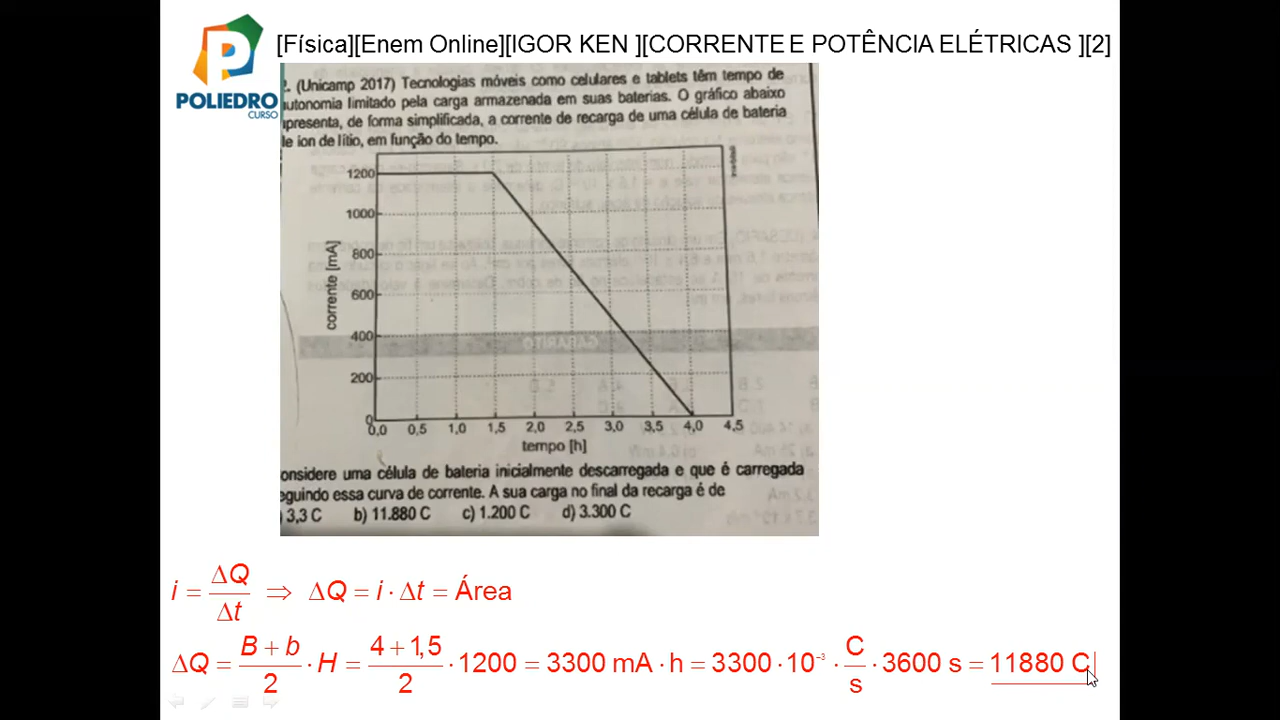 POLIEDRO
CURSO
[Física][Enem Online][IGOR KEN ][CORRENTE E POTÊNCIA ELÉTRICAS ][2]
. (Unicamp 2017) Tecnologias móveis como celulares e tablets têm tempo de
utonomia limitado pela carga armazenada em suas baterias. O gráfico abaixo
presenta, de forma simplificada, a corrente de recarga de uma célula de bateria
e íon de lítio, em função do tempo.
corrente [mA]
1200
1000
800
600
400
200
0
0,0 0,5 1,0 1,5 2,0 2,5 3,0 3,5 4,0 4,5
tempo [h]
GABARITO
onsidere uma célula de bateria inicialmente descarregada e que é carregada
eguindo essa curva de corrente. A sua carga no final da recarga é de
) 3,3 C b) 11.880 C c) 1.200 C d) 3.300 C
i = ΔQ/Δt ⇒ ΔQ = i · Δt = Área
ΔQ = (B + b)/2 · H = (4 + 1,5)/2 · 1200 = 3300 mA · h = 3300 · 10⁻³ · C/s · 3600 s = 11880 C